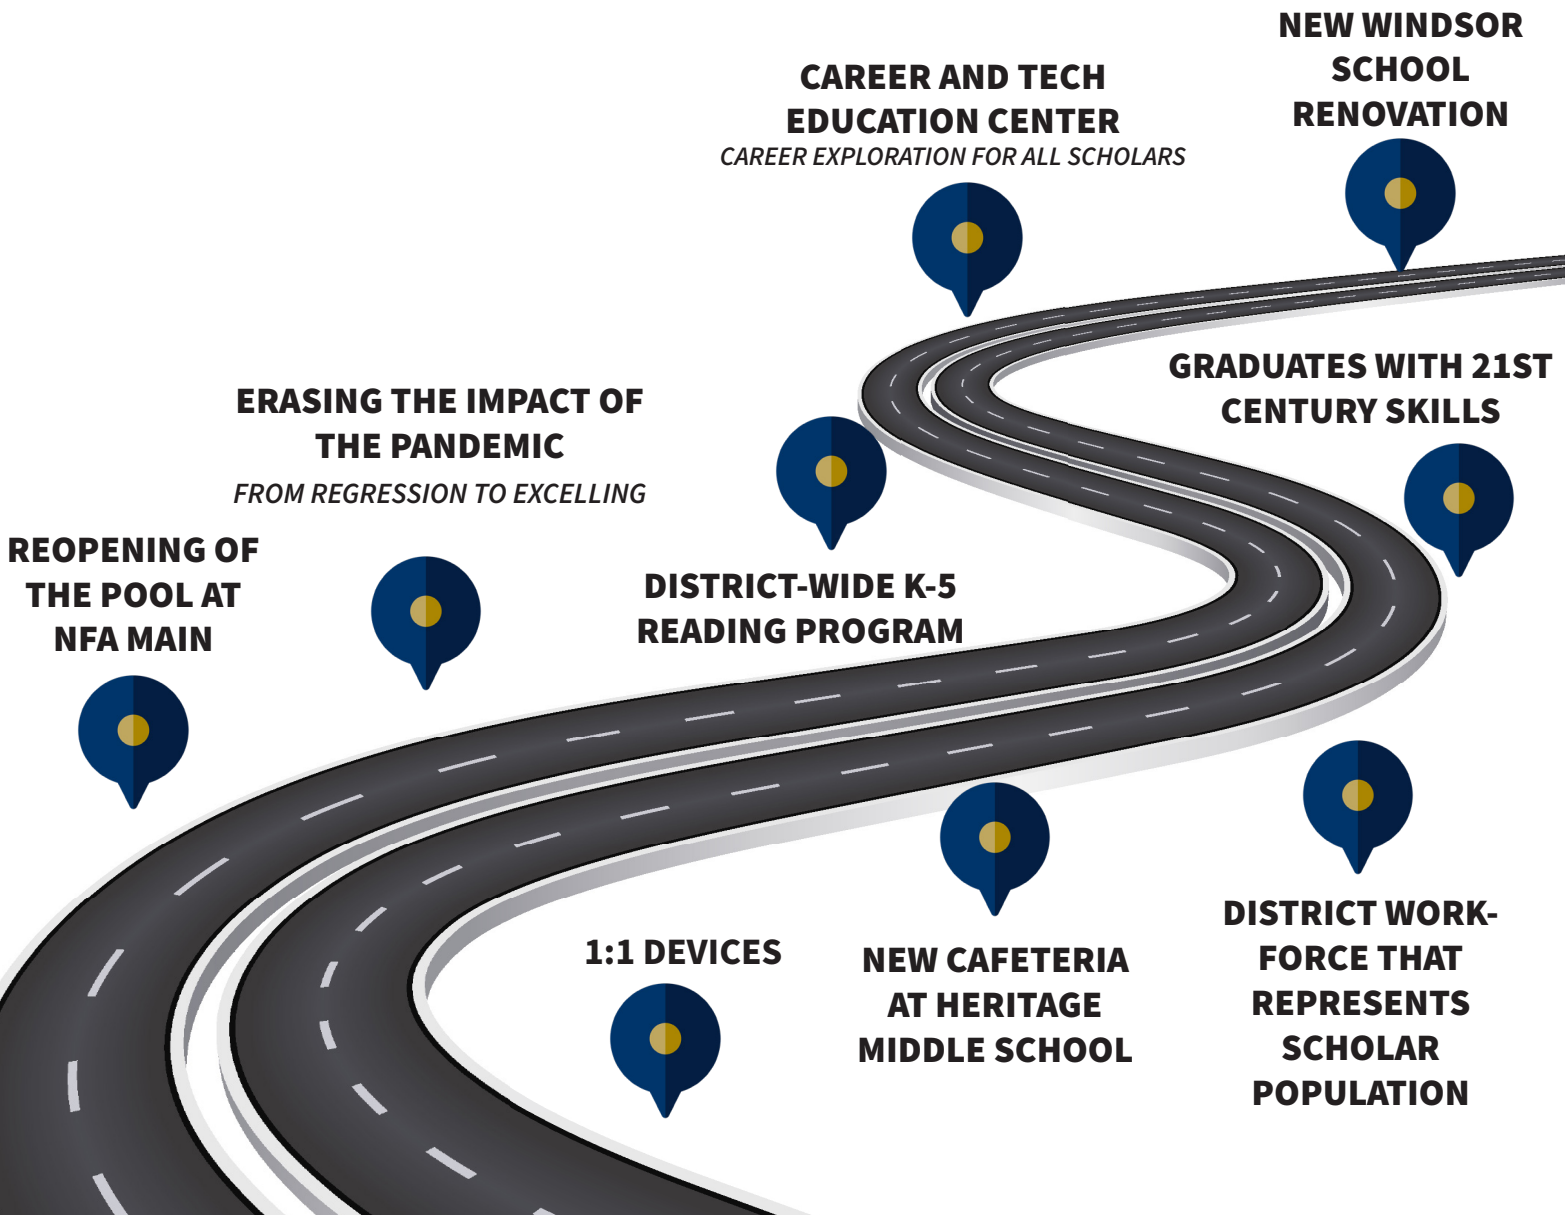 NEW WINDSOR
SCHOOL
RENOVATION
CAREER AND TECH
EDUCATION CENTER
CAREER EXPLORATION FOR ALL SCHOLARS
GRADUATES WITH 21ST
CENTURY SKILLS
ERASING THE IMPACT OF
THE PANDEMIC
FROM REGRESSION TO EXCELLING
REOPENING OF
THE POOL AT
NFA MAIN
DISTRICT-WIDE K-5
READING PROGRAM
1:1 DEVICES
NEW CAFETERIA
AT HERITAGE
MIDDLE SCHOOL
DISTRICT WORK-
FORCE THAT
REPRESENTS
SCHOLAR
POPULATION